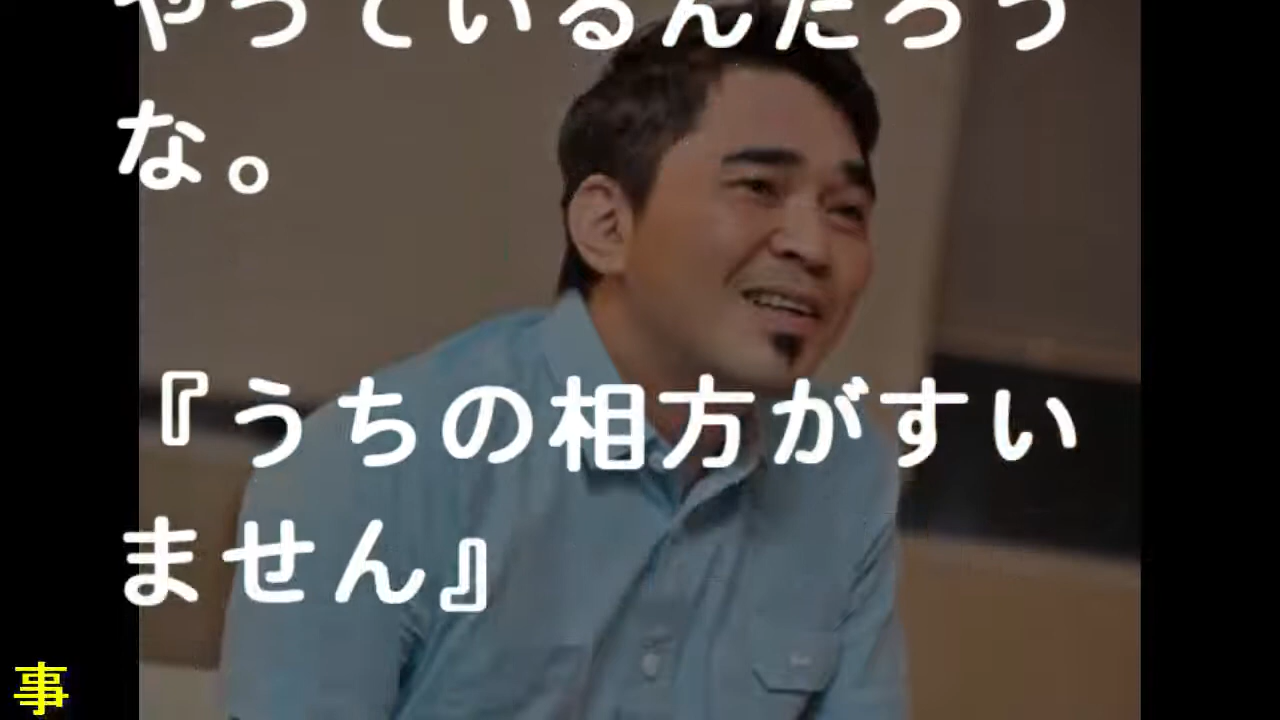 やっているんだろう
な。
『うちの相方がすい
ません』
事